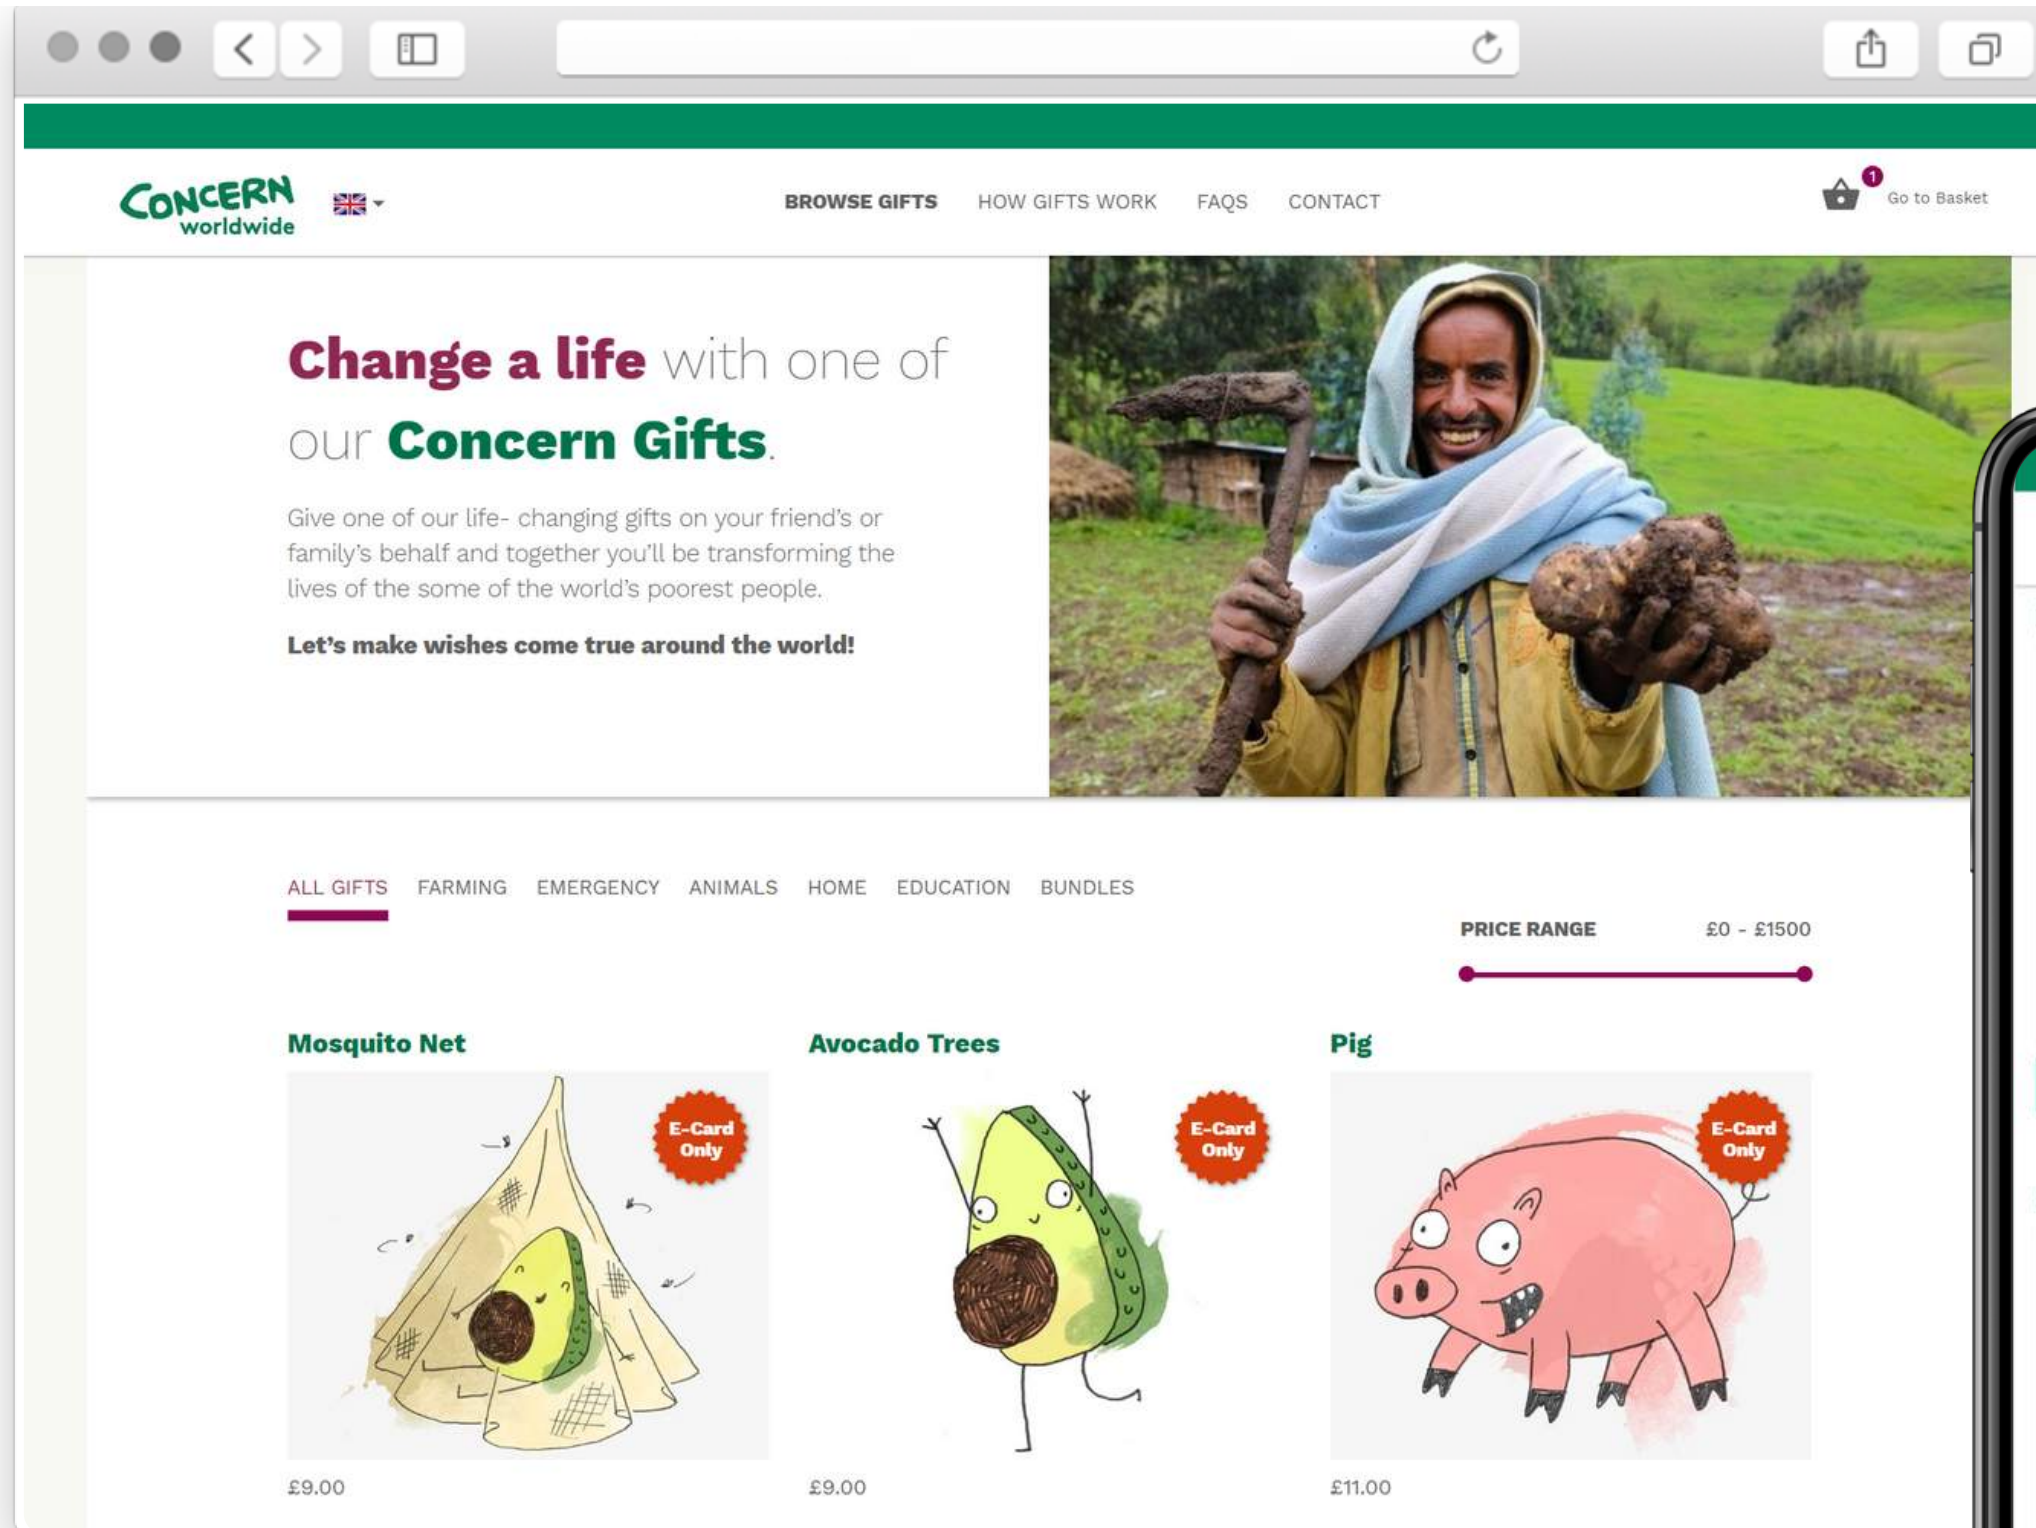 CONCERN
worldwide
BROWSE GIFTS HOW GIFTS WORK FAQS CONTACT
1
Go to Basket
Change a life with one of
our Concern Gifts.
Give one of our life- changing gifts on your friend's or
family's behalf and together you'll be transforming the
lives of the some of the world's poorest people.
Let's make wishes come true around the world!
ALL GIFTS FARMING EMERGENCY ANIMALS HOME EDUCATION BUNDLES
PRICE RANGE £0 - £1500
Mosquito Net
E-Card
Only
£9.00
Avocado Trees
E-Card
Only
£9.00
Pig
E-Card
Only
£11.00